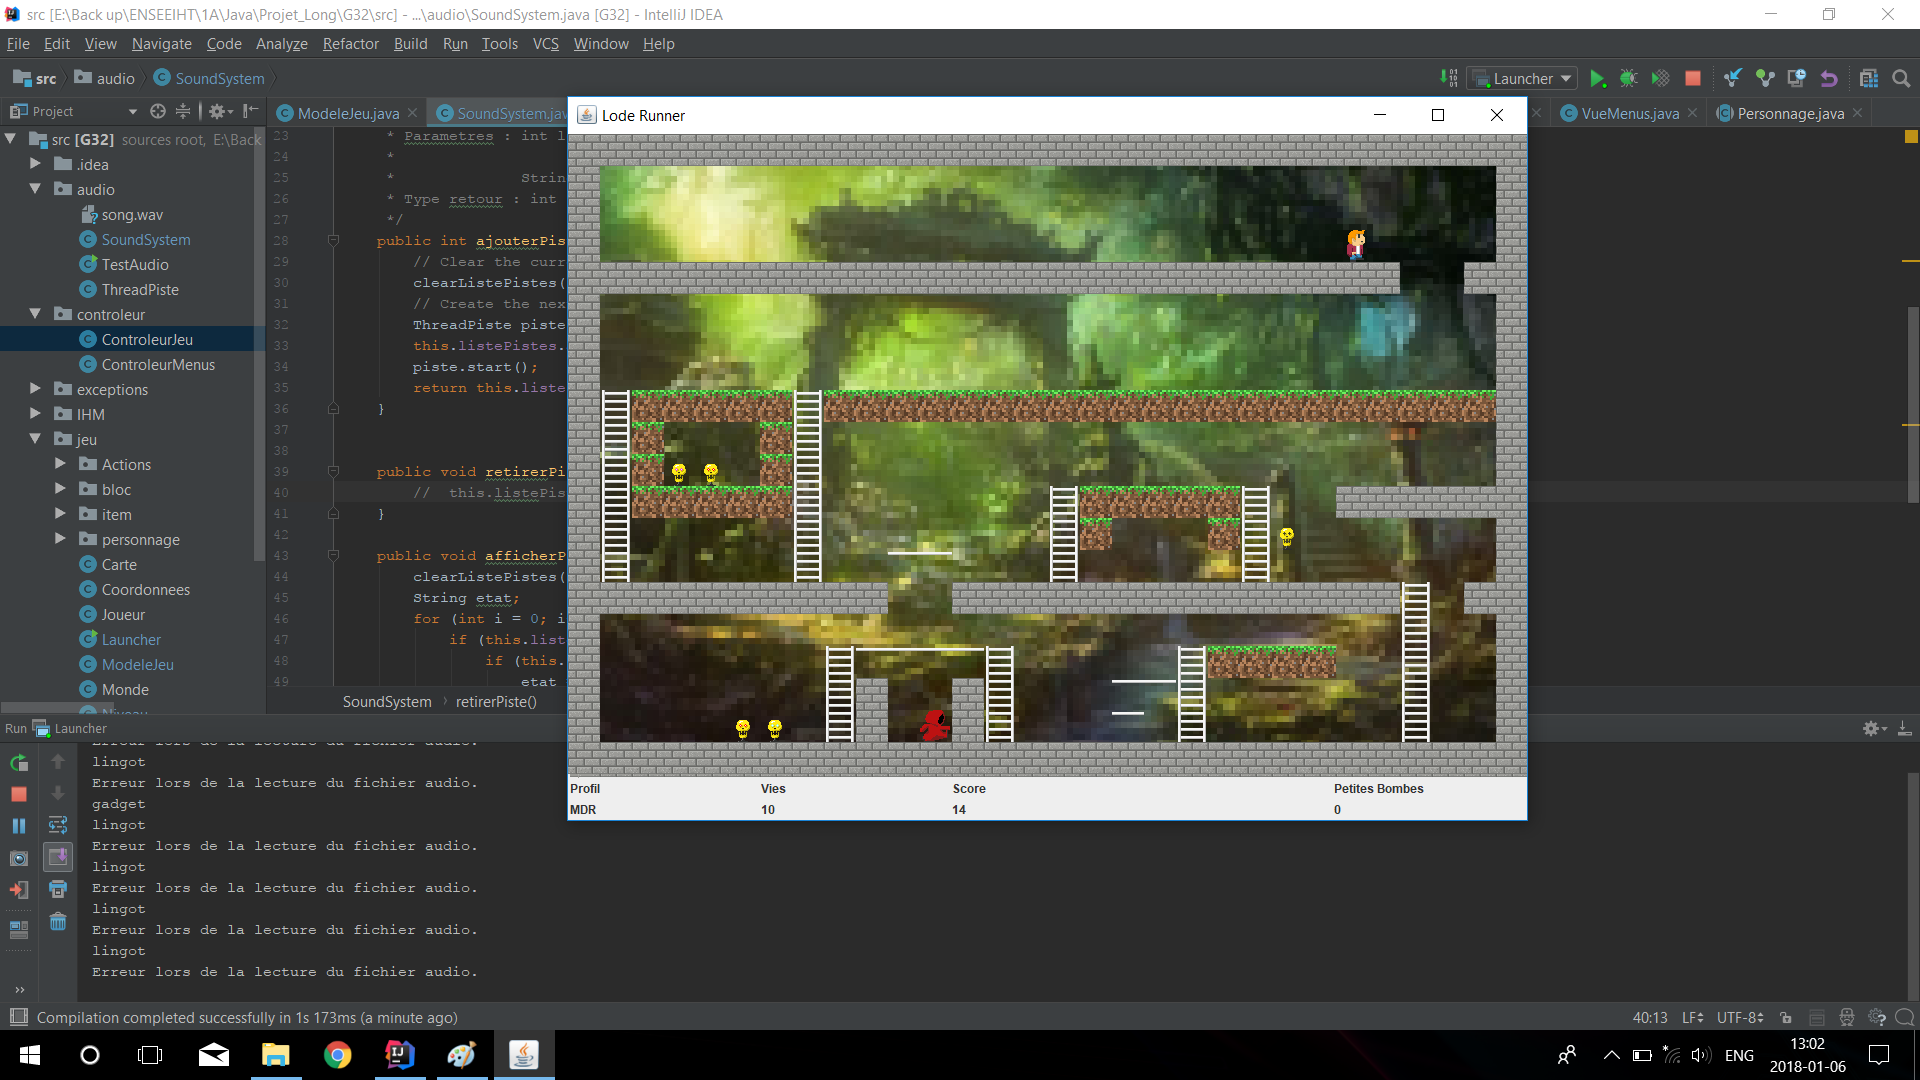 src [E:\Back up\ENSEEIHT\1A\Java\Projet_Long\G32\src] - ...\audio\SoundSystem.java [G32] - IntelliJ IDEA
File Edit View Navigate Code Analyze Refactor Build Run Tools VCS Window Help
src audio SoundSystem
Launcher
Project
ModeleJeu.java
SoundSystem.jav
VueMenus.java
Personnage.java
src [G32] sources root, E:\Back
.idea
audio
song.wav
SoundSystem
TestAudio
ThreadPiste
controleur
ControleurJeu
ControleurMenus
exceptions
IHM
jeu
Actions
bloc
item
personnage
Carte
Coordonnees
Joueur
Launcher
ModeleJeu
Monde
Niveau
23 * Parametres : int l
24 *
25 * Strin
26 * Type retour : int
27 */
28 public int ajouterPis
29 // Clear the curr
30 clearListePistes(
31 // Create the nex
32 ThreadPiste piste
33 this.listePistes.
34 piste.start();
35 return this.liste
36 }
37
38
39 public void retirerPi
40 // this.listePis
41 }
42
43 public void afficherP
44 clearListePistes(
45 String etat;
46 for (int i = 0; i
47 if (this.list
48 if (this.
49 etat
SoundSystem › retirerPiste()
Lode Runner
Profil Vies Score Petites Bombes
MDR 10 14 0
Run Launcher
Erreur lors de la lecture du fichier audio.
lingot
Erreur lors de la lecture du fichier audio.
gadget
lingot
Erreur lors de la lecture du fichier audio.
lingot
Erreur lors de la lecture du fichier audio.
lingot
Erreur lors de la lecture du fichier audio.
lingot
Erreur lors de la lecture du fichier audio.
Compilation completed successfully in 1s 173ms (a minute ago)
40:13 LF UTF-8
ENG
13:02
2018-01-06